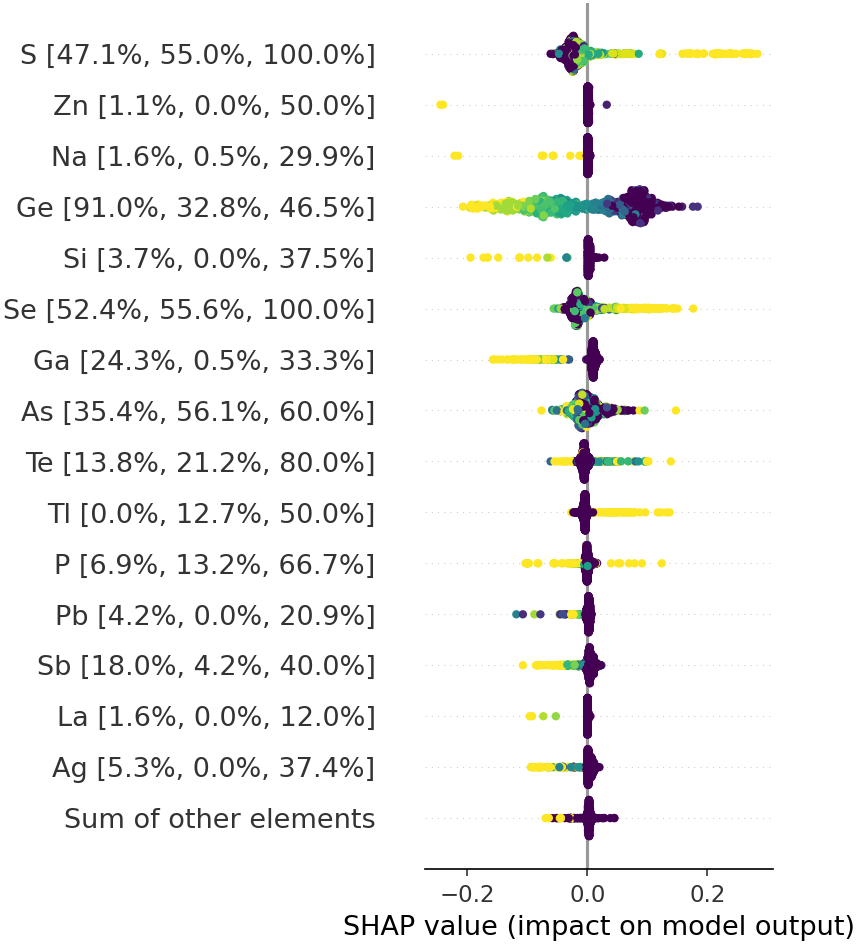 S [47.1%, 55.0%, 100.0%]
Zn [1.1%, 0.0%, 50.0%]
Na [1.6%, 0.5%, 29.9%]
Ge [91.0%, 32.8%, 46.5%]
Si [3.7%, 0.0%, 37.5%]
Se [52.4%, 55.6%, 100.0%]
Ga [24.3%, 0.5%, 33.3%]
As [35.4%, 56.1%, 60.0%]
Te [13.8%, 21.2%, 80.0%]
Tl [0.0%, 12.7%, 50.0%]
P [6.9%, 13.2%, 66.7%]
Pb [4.2%, 0.0%, 20.9%]
Sb [18.0%, 4.2%, 40.0%]
La [1.6%, 0.0%, 12.0%]
Ag [5.3%, 0.0%, 37.4%]
Sum of other elements
−0.2 0.0 0.2
SHAP value (impact on model output)